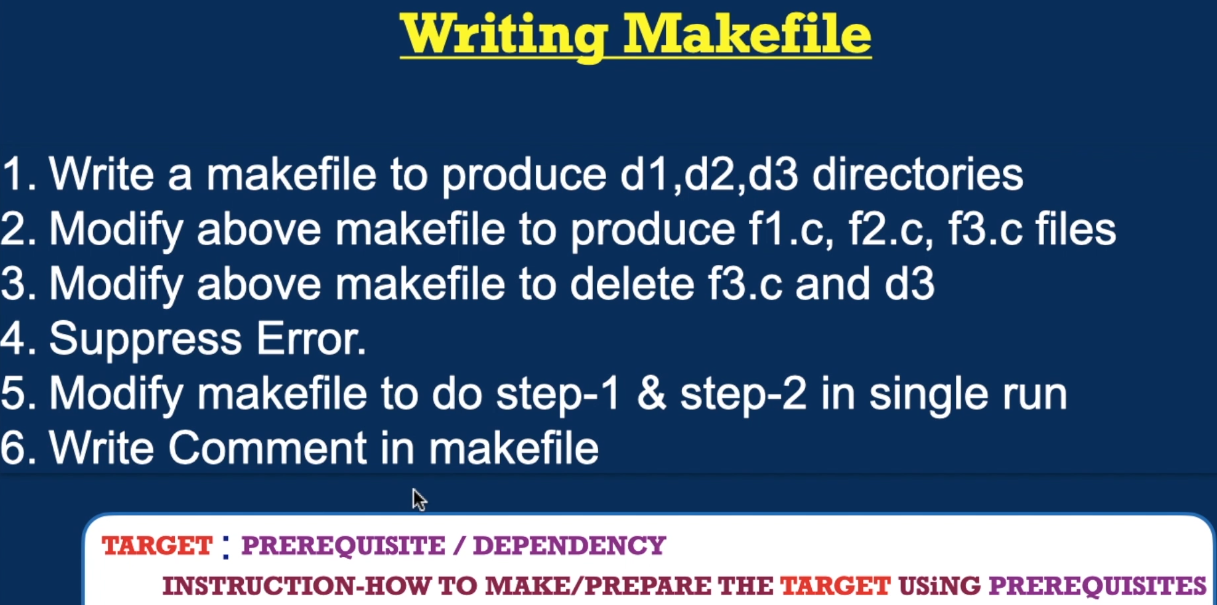 Writing Makefile
1. Write a makefile to produce d1,d2,d3 directories
2. Modify above makefile to produce f1.c, f2.c, f3.c files
3. Modify above makefile to delete f3.c and d3
4. Suppress Error.
5. Modify makefile to do step-1 & step-2 in single run
6. Write Comment in makefile
TARGET : PREREQUISITE / DEPENDENCY
INSTRUCTION-HOW TO MAKE/PREPARE THE TARGET USiNG PREREQUISITES